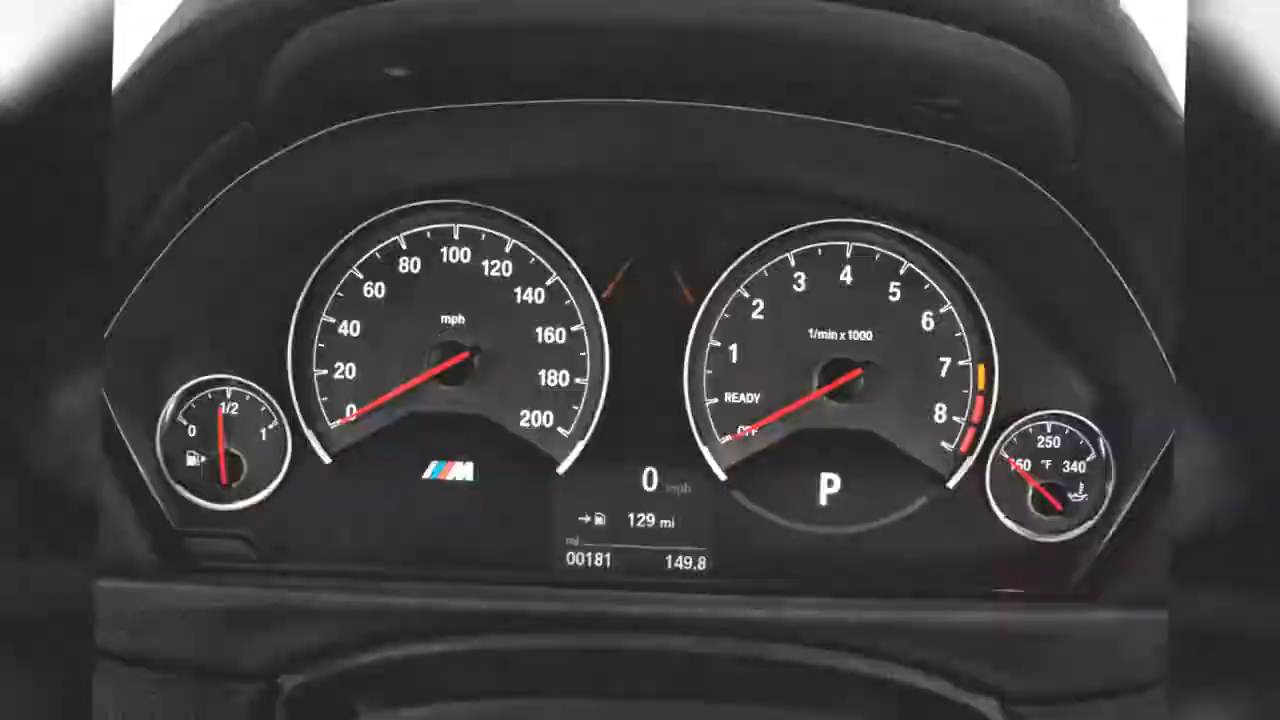 0 20 40 60 80 100 120 140 160 180 200
mph
OFF READY 1 2 3 4 5 6 7 8
1/min x 1000
0 1/2 1
250
340
°F
M
0 mph
P
129 mi
mi
00181 149.8